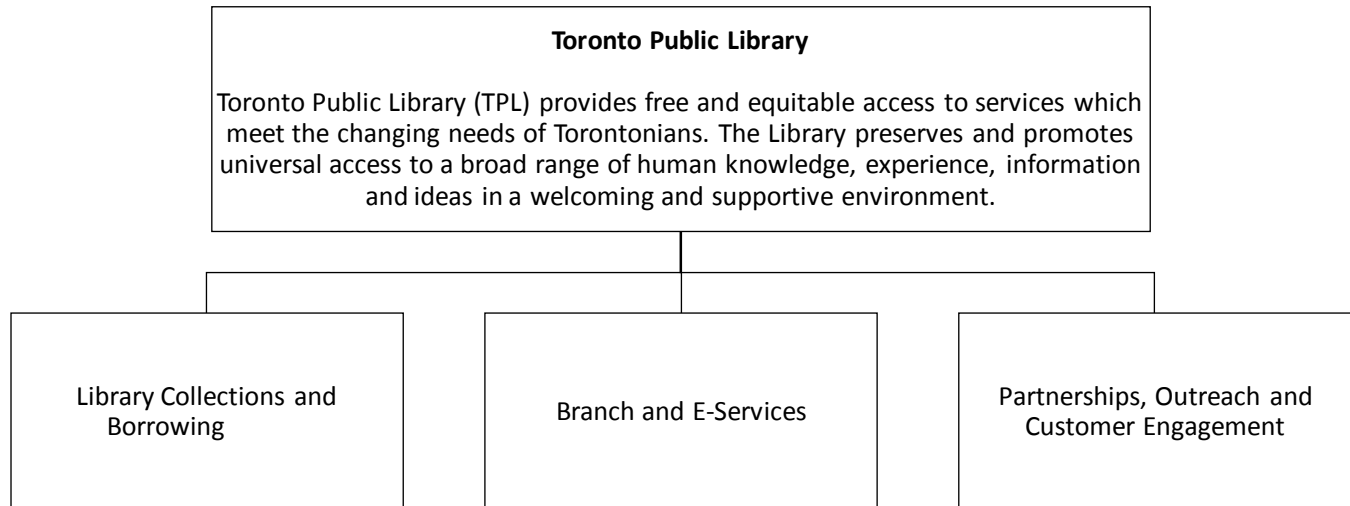 Toronto Public Library
Toronto Public Library (TPL) provides free and equitable access to services which
meet the changing needs of Torontonians. The Library preserves and promotes
universal access to a broad range of human knowledge, experience, information
and ideas in a welcoming and supportive environment.
Library Collections and
Borrowing
Branch and E-Services
Partnerships, Outreach and
Customer Engagement